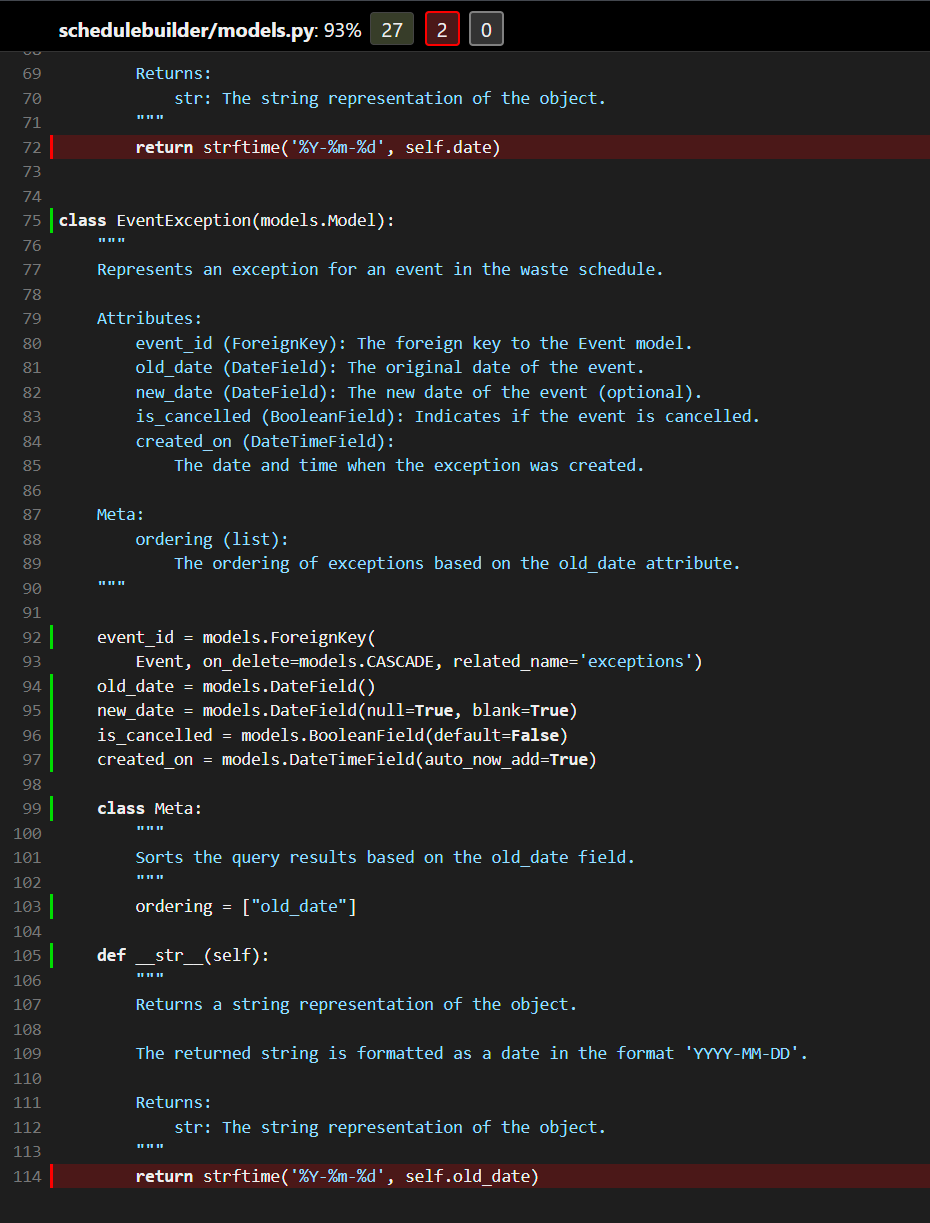 schedulebuilder/models.py: 93% 27 2 0
68
69 Returns:
70 str: The string representation of the object.
71 """
72 return strftime('%Y-%m-%d', self.date)
73
74
75 class EventException(models.Model):
76 """
77 Represents an exception for an event in the waste schedule.
78
79 Attributes:
80 event_id (ForeignKey): The foreign key to the Event model.
81 old_date (DateField): The original date of the event.
82 new_date (DateField): The new date of the event (optional).
83 is_cancelled (BooleanField): Indicates if the event is cancelled.
84 created_on (DateTimeField):
85 The date and time when the exception was created.
86
87 Meta:
88 ordering (list):
89 The ordering of exceptions based on the old_date attribute.
90 """
91
92 event_id = models.ForeignKey(
93 Event, on_delete=models.CASCADE, related_name='exceptions')
94 old_date = models.DateField()
95 new_date = models.DateField(null=True, blank=True)
96 is_cancelled = models.BooleanField(default=False)
97 created_on = models.DateTimeField(auto_now_add=True)
98
99 class Meta:
100 """
101 Sorts the query results based on the old_date field.
102 """
103 ordering = ["old_date"]
104
105 def __str__(self):
106 """
107 Returns a string representation of the object.
108
109 The returned string is formatted as a date in the format 'YYYY-MM-DD'.
110
111 Returns:
112 str: The string representation of the object.
113 """
114 return strftime('%Y-%m-%d', self.old_date)